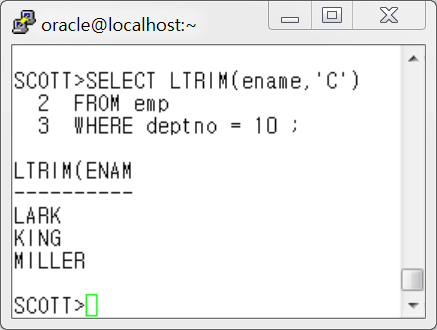 oracle@localhost:~
SCOTT>SELECT LTRIM(ename,'C')
2 FROM emp
3 WHERE deptno = 10 ;
LTRIM(ENAM
----------
LARK
KING
MILLER
SCOTT>